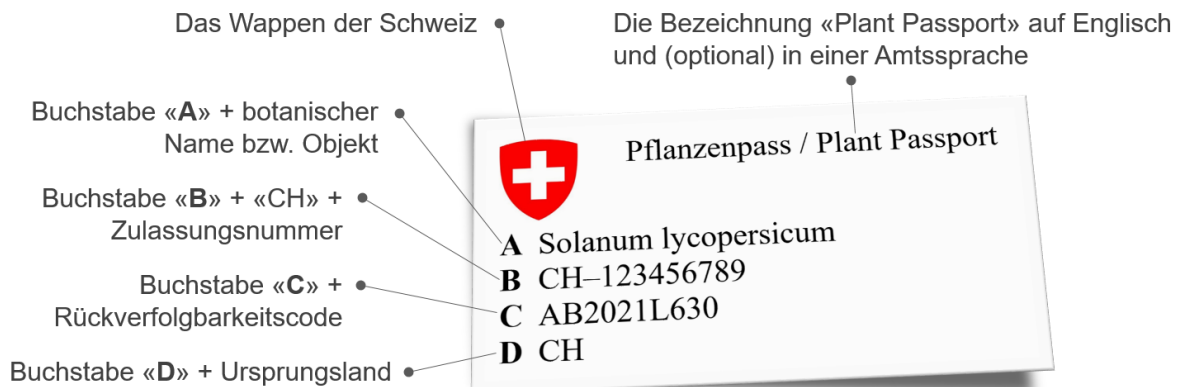 Das Wappen der Schweiz
Die Bezeichnung «Plant Passport» auf Englisch
und (optional) in einer Amtssprache
Buchstabe «A» + botanischer
Name bzw. Objekt
Buchstabe «B» + «CH» +
Zulassungsnummer
Buchstabe «C» +
Rückverfolgbarkeitscode
Buchstabe «D» + Ursprungsland
Pflanzenpass / Plant Passport
A Solanum lycopersicum
B CH–123456789
C AB2021L630
D CH